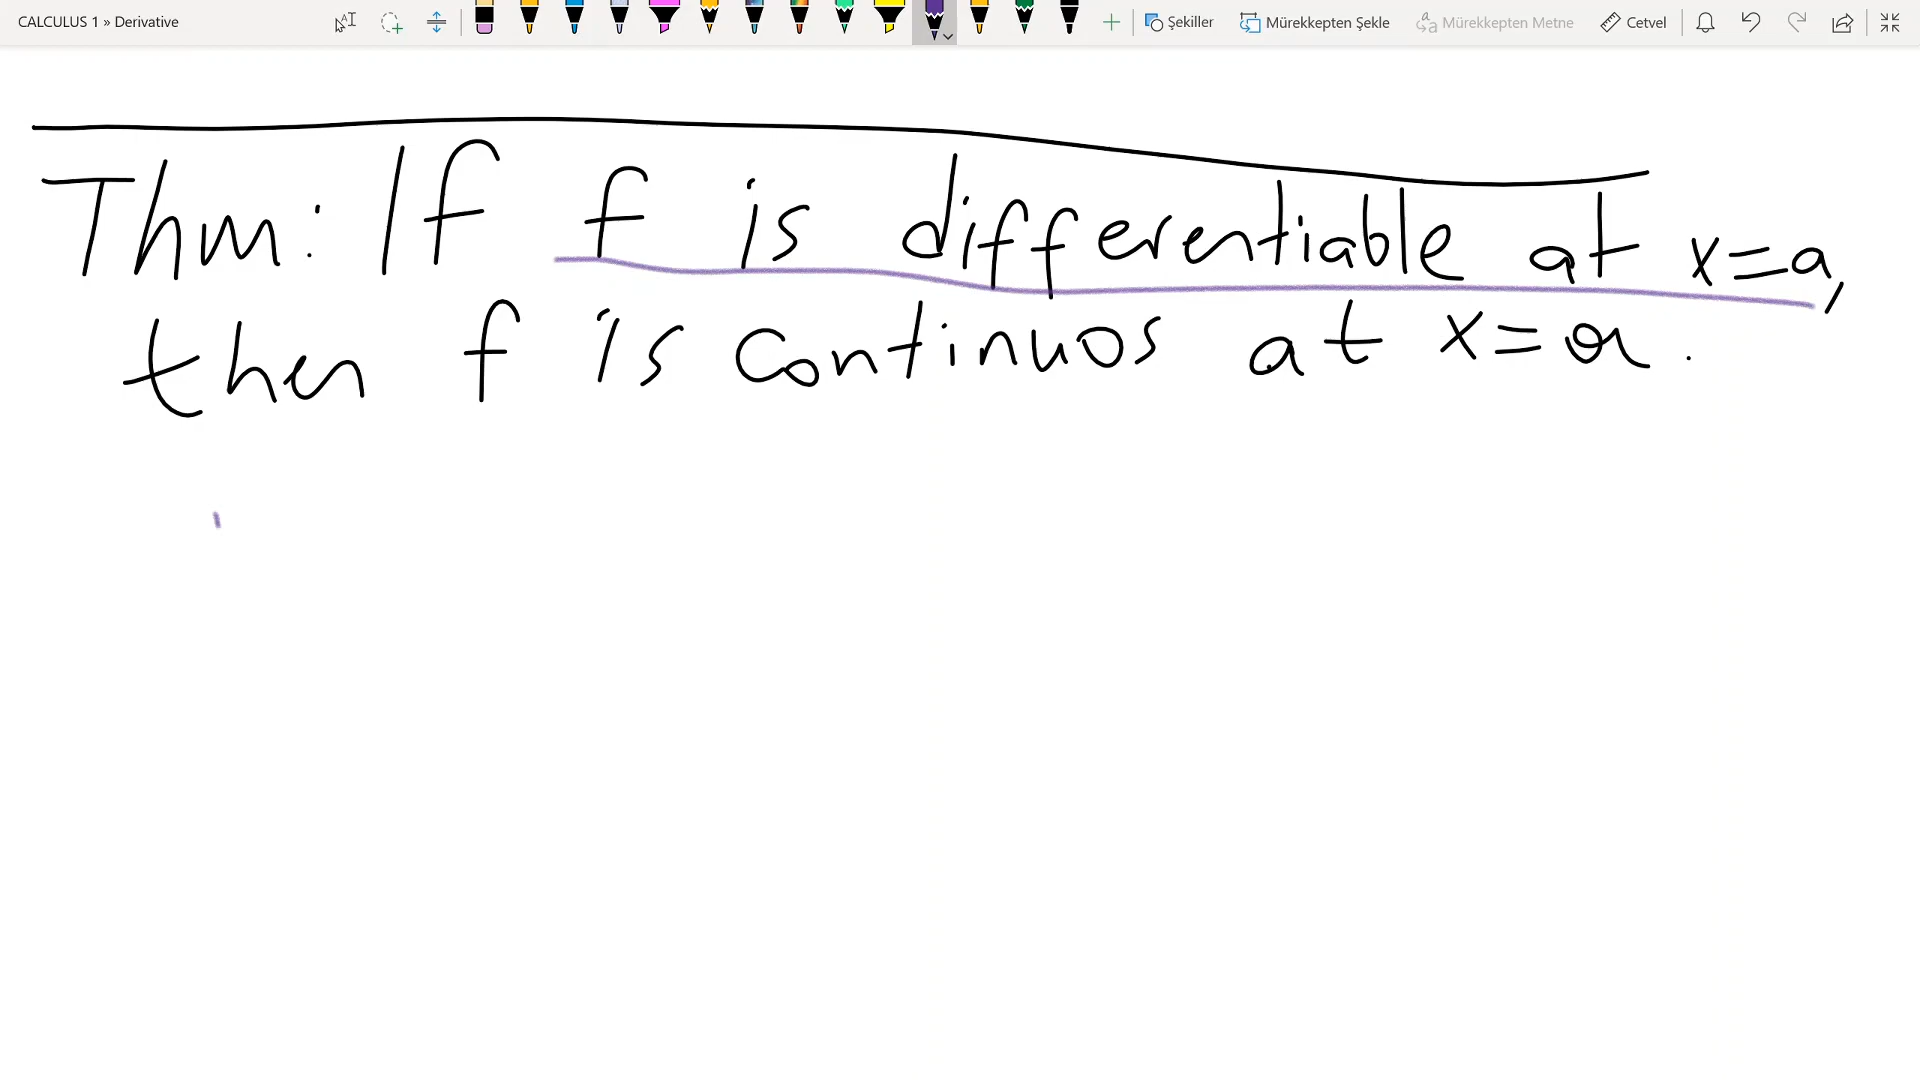 CALCULUS 1 » Derivative Şekiller Mürekkepten Şekle Mürekkepten Metne Cetvel
Thm: If f is differentiable at x=a,
then f is continuos at x=a.